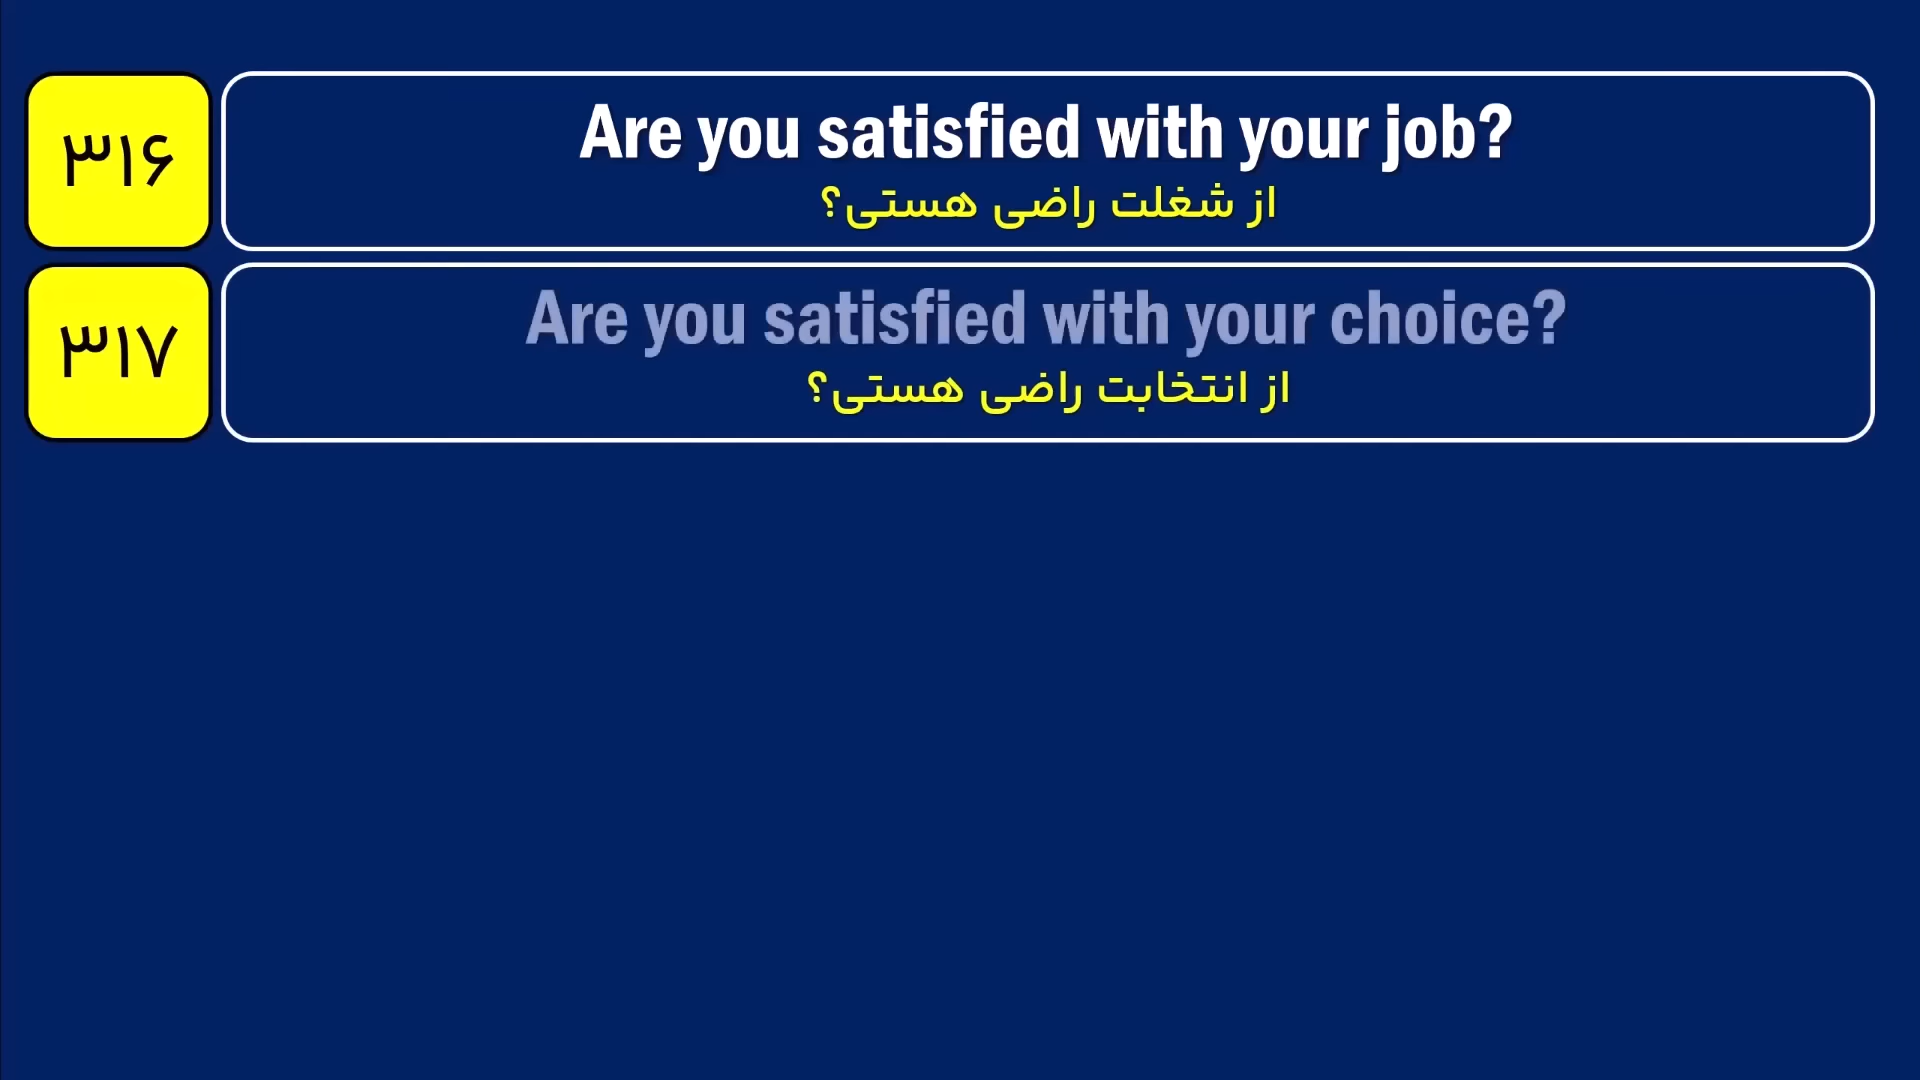 ۳۱۶
Are you satisfied with your job?
از شغلت راضی هستی؟
۳۱۷
Are you satisfied with your choice?
از انتخابت راضی هستی؟